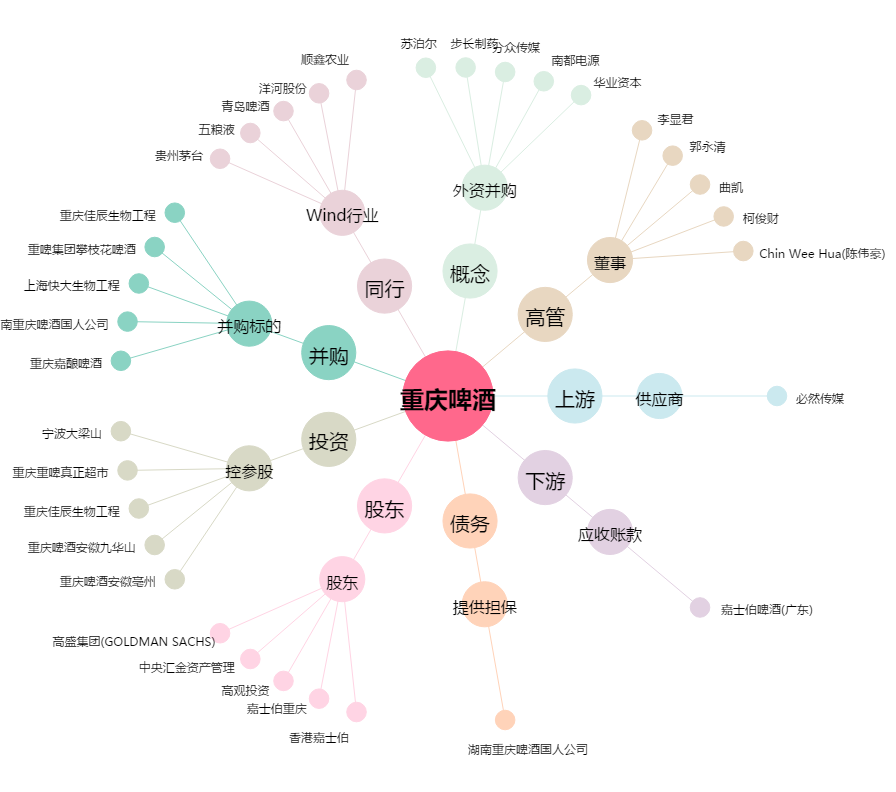 苏泊尔
步长制药
分众传媒
南都电源
华业资本
外资并购
概念
顺鑫农业
洋河股份
青岛啤酒
五粮液
贵州茅台
Wind行业
同行
李显君
郭永清
曲凯
柯俊财
Chin Wee Hua(陈伟豪)
董事
高管
重庆佳辰生物工程
重啤集团攀枝花啤酒
上海快大生物工程
南重庆啤酒国人公司
重庆嘉酿啤酒
并购标的
并购
重庆啤酒
上游
供应商
必然传媒
宁波大梁山
重庆重啤真正超市
重庆佳辰生物工程
重庆啤酒安徽九华山
重庆啤酒安徽亳州
控参股
投资
下游
应收账款
嘉士伯啤酒(广东)
股东
股东
高盛集团(GOLDMAN SACHS)
中央汇金资产管理
高观投资
嘉士伯重庆
香港嘉士伯
债务
提供担保
湖南重庆啤酒国人公司